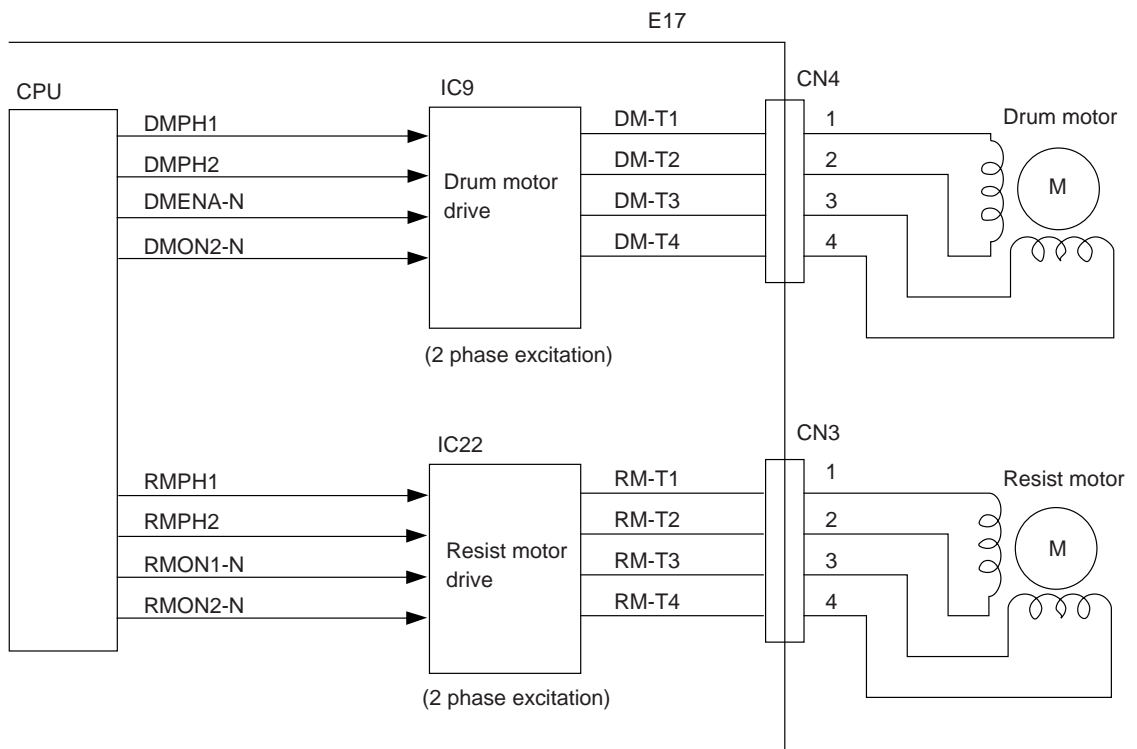 E17
CPU
IC9
CN4
DMPH1
DMPH2
DMENA-N
DMON2-N
Drum motor
drive
(2 phase excitation)
DM-T1
DM-T2
DM-T3
DM-T4
1
2
3
4
Drum motor
M
IC22
CN3
RMPH1
RMPH2
RMON1-N
RMON2-N
Resist motor
drive
(2 phase excitation)
RM-T1
RM-T2
RM-T3
RM-T4
1
2
3
4
Resist motor
M